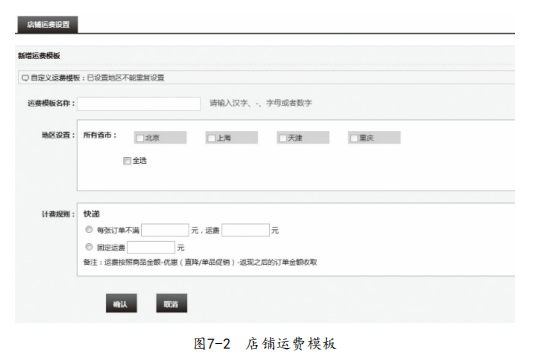 店铺运费设置
新增运费模板
自定义运费模板：已设置地区不能重复设置
运费模板名称： 请输入汉字、-、字母或者数字
地区设置： 所有省市： 北京 上海 天津 重庆
全选
计费规则： 快递
每张订单不满 元，运费 元
固定运费 元
备注：运费按照商品金额-优惠（直降/单品促销）-返现之后的订单金额收取
确认 取消
图7-2 店铺运费模板